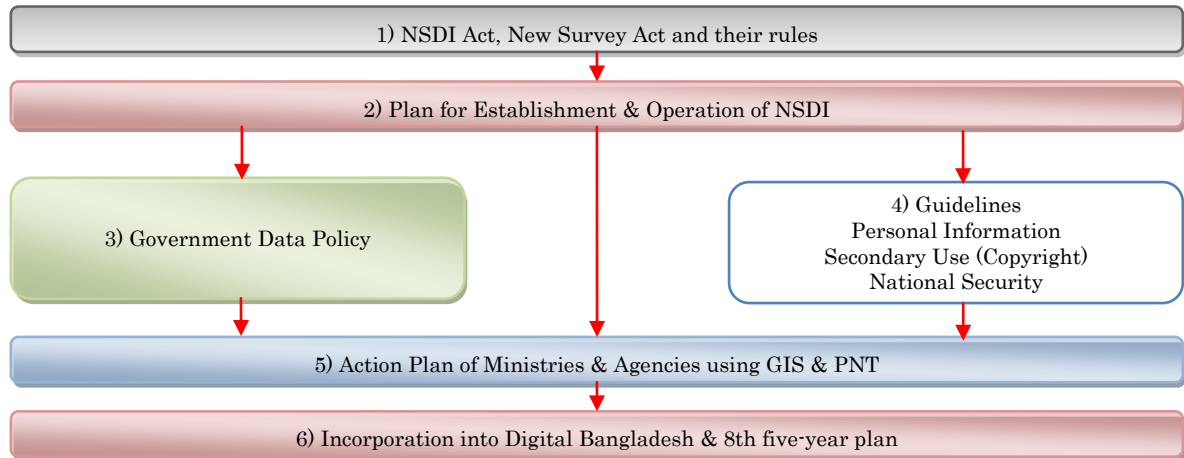 1) NSDI Act, New Survey Act and their rules
2) Plan for Establishment & Operation of NSDI
3) Government Data Policy
4) Guidelines
Personal Information
Secondary Use (Copyright)
National Security
5) Action Plan of Ministries & Agencies using GIS & PNT
6) Incorporation into Digital Bangladesh & 8th five-year plan